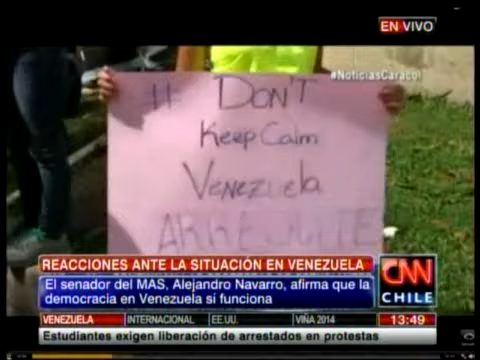 EN VIVO
#NoticiasCaracol
# DON'T
Keep Calm
VENEZUELA
REACCIONES ANTE LA SITUACIÓN EN VENEZUELA
El senador del MAS, Alejandro Navarro, afirma que la
democracia en Venezuela sí funciona
CNN
CHILE
VENEZUELA INTERNACIONAL EE.UU. VIÑA 2014 13:49
Estudiantes exigen liberación de arrestados en protestas